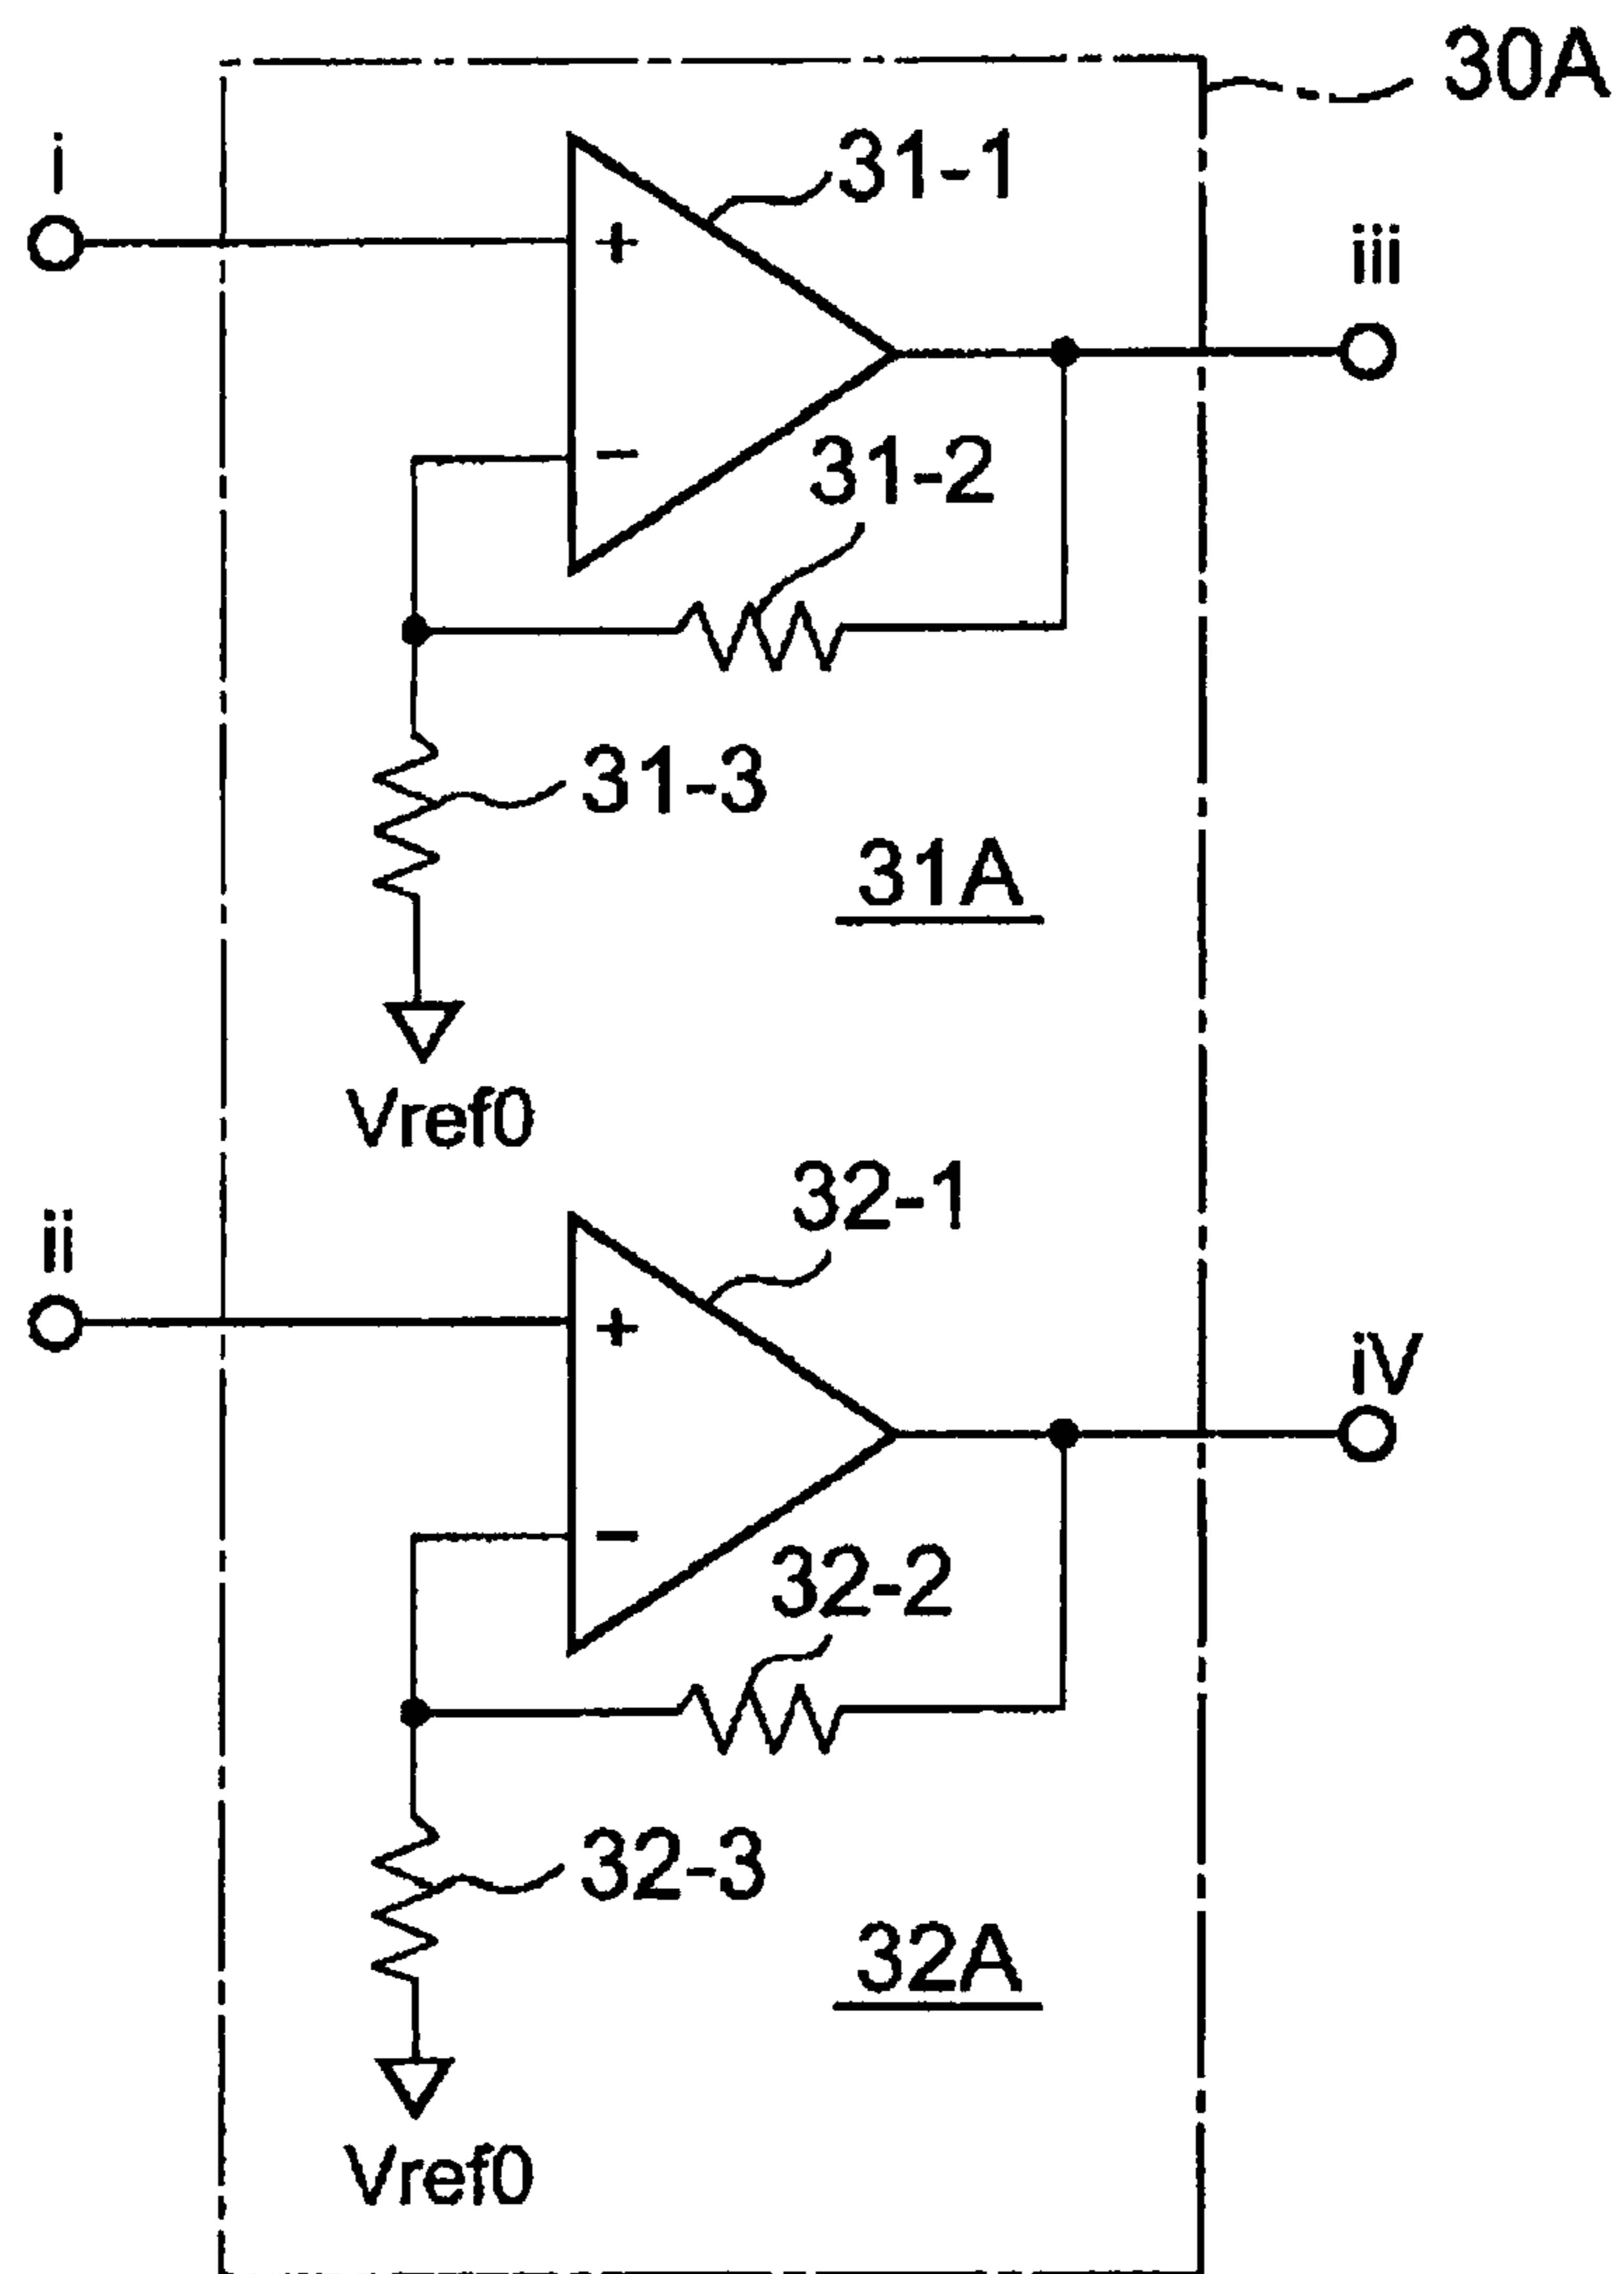 30A
i
31-1
+
iii
-
31-2
31-3
31A
Vref0
32-1
ii
+
iV
-
32-2
32-3
32A
Vref0